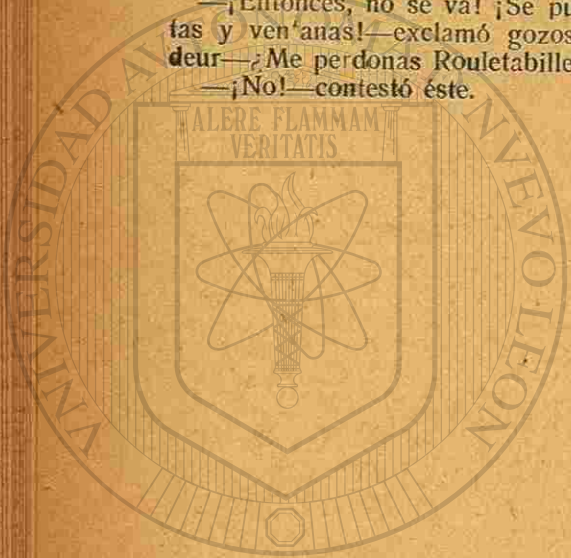 —¡Entonces, no se va! ¡Se pu
tas y ven'anas!—exclamó gozos
deur—¿Me perdonas Rouletabille
—¡No!—contestó éste.
ALERE FLAMMAM
VERITATIS
UNIVERSIDAD AUTÓNOMA DE NUEVO LEÓN